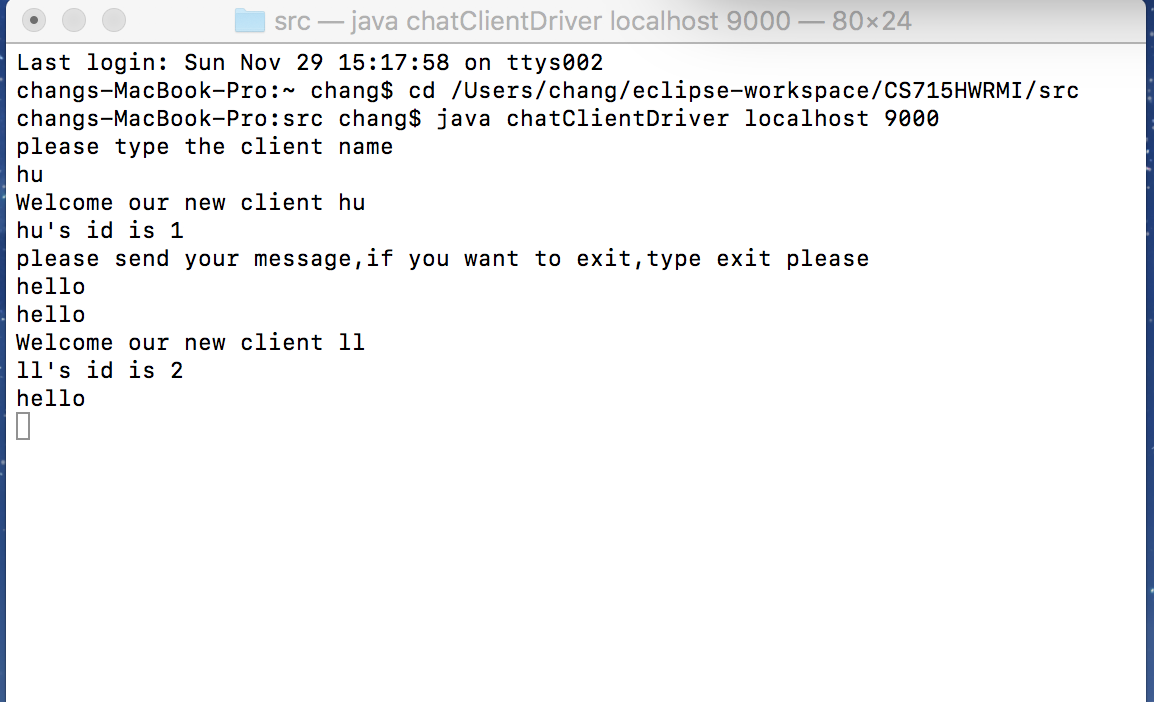 src — java chatClientDriver localhost 9000 — 80×24
Last login: Sun Nov 29 15:17:58 on ttys002
changs-MacBook-Pro:~ chang$ cd /Users/chang/eclipse-workspace/CS715HWRMI/src
changs-MacBook-Pro:src chang$ java chatClientDriver localhost 9000
please type the client name
hu
Welcome our new client hu
hu's id is 1
please send your message,if you want to exit,type exit please
hello
hello
Welcome our new client ll
ll's id is 2
hello